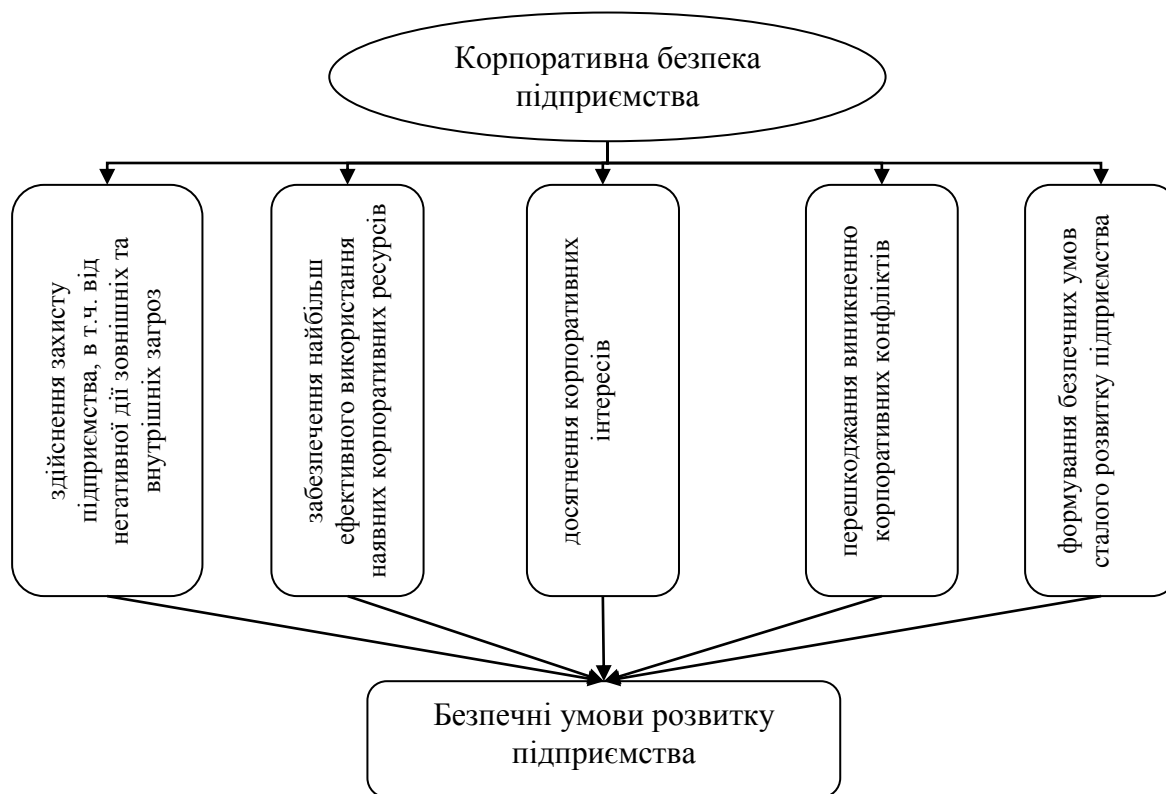 Корпоративна безпека
підприємства
здійснення захисту
підприємства, в т.ч. від
негативної дії зовнішніх та
внутрішніх загроз
забезпечення найбільш
ефективного використання
наявних корпоративних ресурсів
досягнення корпоративних
інтересів
перешкоджання виникненню
корпоративних конфліктів
формування безпечних умов
сталого розвитку підприємства
Безпечні умови розвитку
підприємства